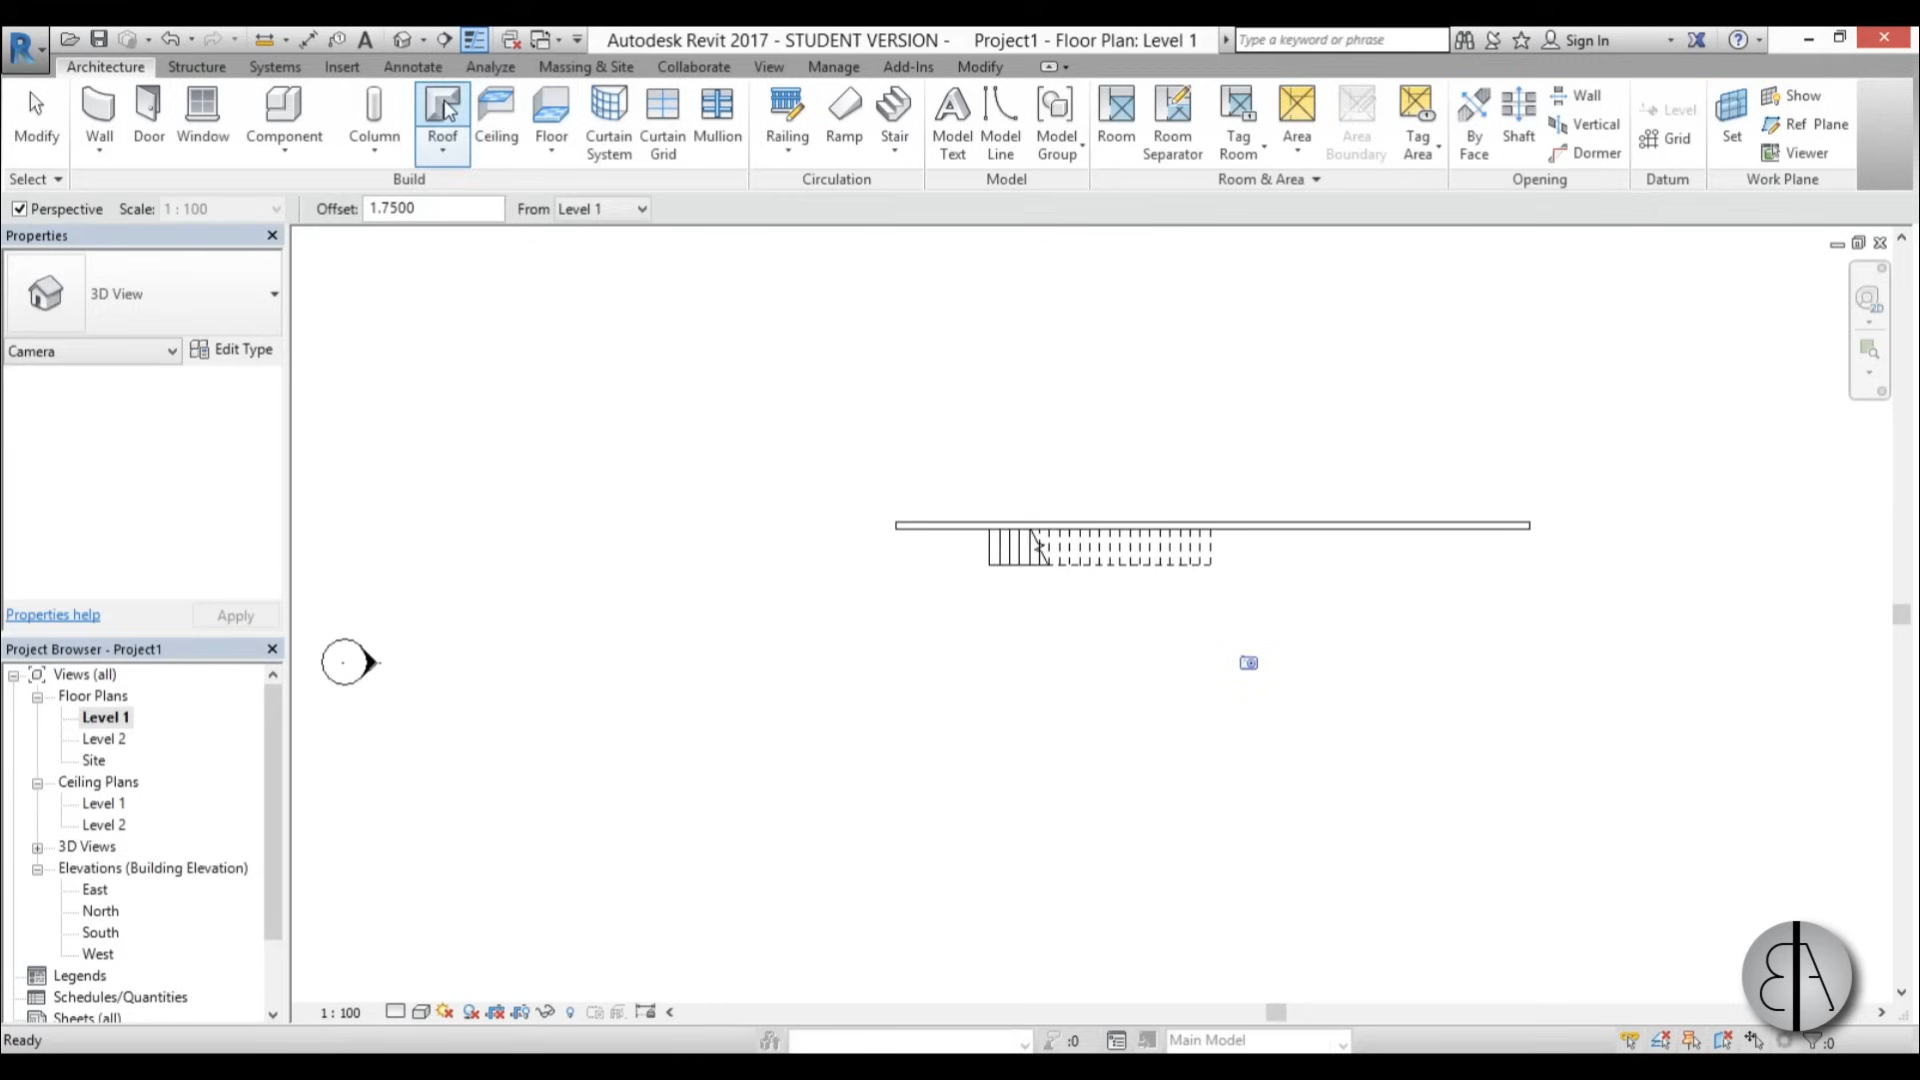 Autodesk Revit 2017 - STUDENT VERSION - Project1 - Floor Plan: Level 1
Type a keyword or phrase
Sign In
Architecture Structure Systems Insert Annotate Analyze Massing & Site Collaborate View Manage Add-Ins Modify
Modify Wall Door Window Component Column Roof Ceiling Floor Curtain System Curtain Grid Mullion Railing Ramp Stair Model Text Model Line Model Group Room Room Separator Tag Room Area Area Boundary Tag Area By Face Shaft Wall Vertical Dormer Level Grid Set Show Ref Plane Viewer
Select Build Circulation Model Room & Area Opening Datum Work Plane
Perspective Scale: 1 : 100 Offset: 1.7500 From Level 1
Properties
3D View
Camera Edit Type
2D
Properties help Apply
Project Browser - Project1
Views (all)
Floor Plans
Level 1
Level 2
Site
Ceiling Plans
Level 1
Level 2
3D Views
Elevations (Building Elevation)
East
North
South
West
Legends
Schedules/Quantities
Sheets (all)
1 : 100
Ready :0 Main Model :0